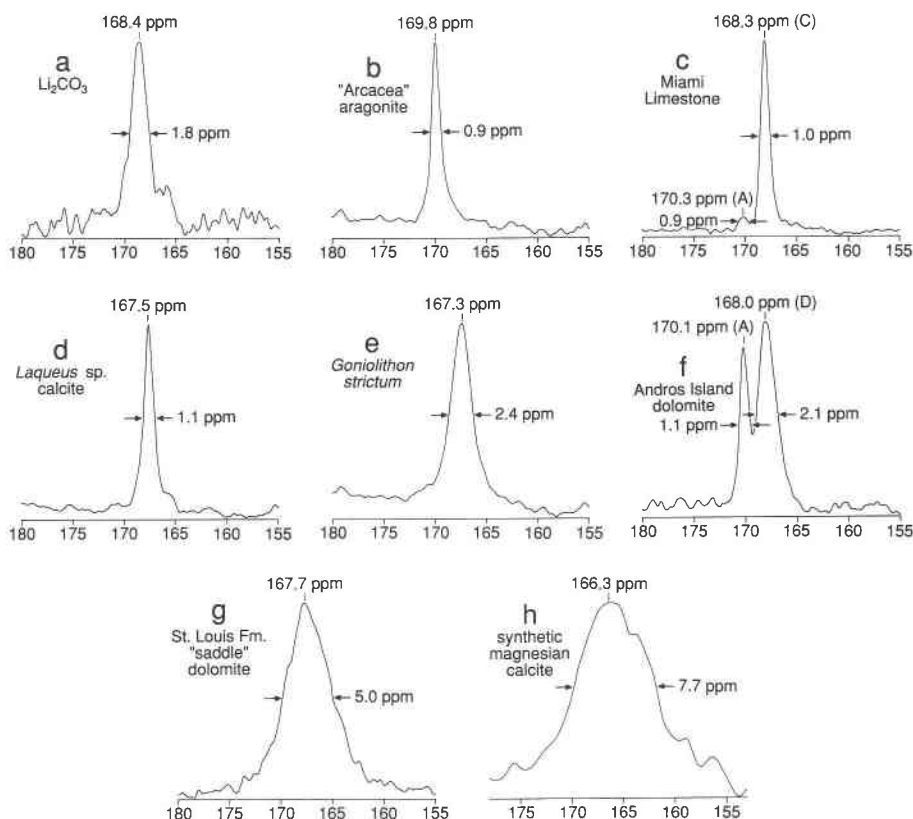 168.4 ppm
a
Li₂CO₃
1.8 ppm
180 175 170 165 160 155
169.8 ppm
b
"Arcacea"
aragonite
0.9 ppm
180 175 170 165 160 155
168.3 ppm (C)
c
Miami
Limestone
1.0 ppm
170.3 ppm (A)
0.9 ppm
180 175 170 165 160 155
167.5 ppm
d
Laqueus sp.
calcite
1.1 ppm
180 175 170 165 160 155
167.3 ppm
e
Goniolithon
strictum
2.4 ppm
180 175 170 165 160 155
168.0 ppm (D)
170.1 ppm (A)
f
Andros Island
dolomite
1.1 ppm
2.1 ppm
180 175 170 165 160 155
167.7 ppm
g
St. Louis Fm.
"saddle"
dolomite
5.0 ppm
180 175 170 165 160 155
166.3 ppm
h
synthetic
magnesian
calcite
7.7 ppm
175 170 165 160 155